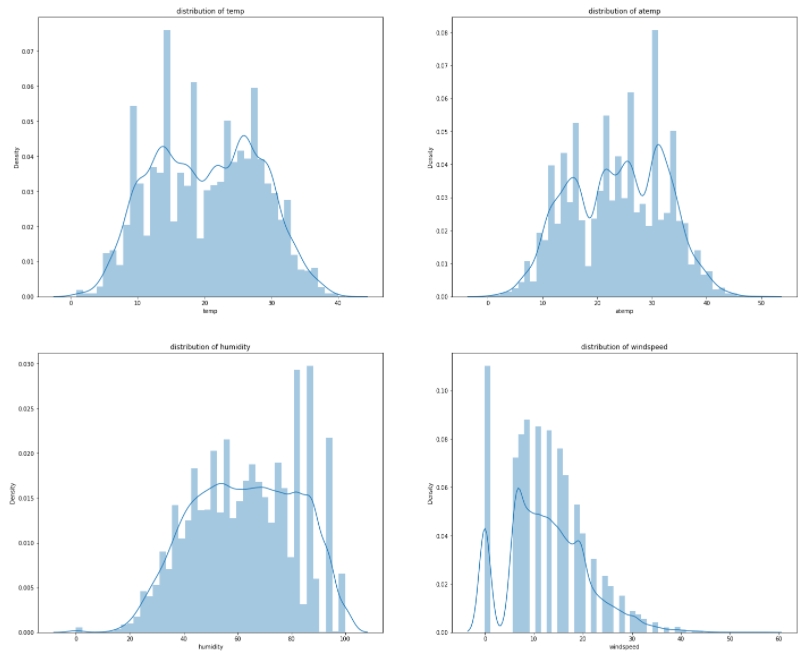 distribution of temp
distribution of atemp
0.07
0.06
0.05
0.04
0.03
0.02
0.01
0.00
Density
0 10 20 30 40
temp
0.08
0.07
0.06
0.05
0.04
0.03
0.02
0.01
0.00
Density
0 10 20 30 40 50
atemp
distribution of humidity
distribution of windspeed
0.030
0.025
0.020
0.015
0.010
0.005
0.000
Density
0 20 40 60 80 100
humidity
0.10
0.08
0.06
0.04
0.02
0.00
Density
0 10 20 30 40 50 60
windspeed